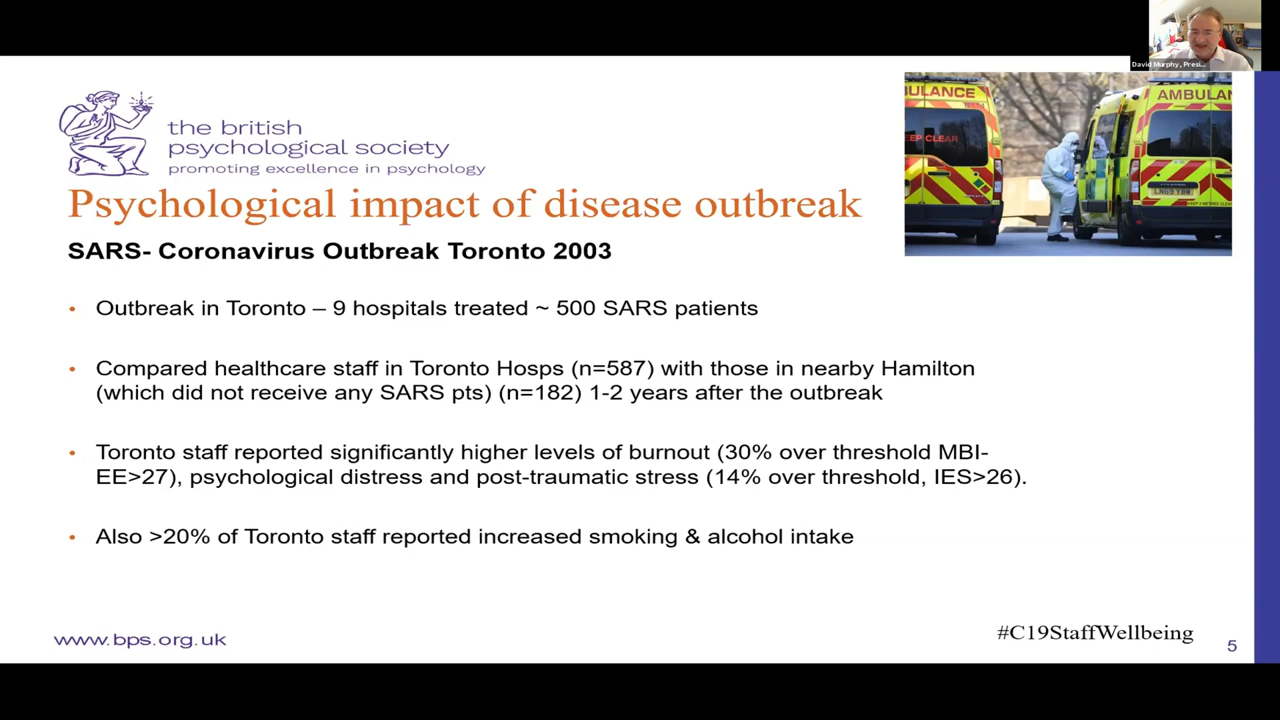 David Murphy, Presi...
AMBULANCE
AMBULAN
EEP CLEAR
the british
psychological society
promoting excellence in psychology
Psychological impact of disease outbreak
SARS- Coronavirus Outbreak Toronto 2003
• Outbreak in Toronto – 9 hospitals treated ~ 500 SARS patients
• Compared healthcare staff in Toronto Hosps (n=587) with those in nearby Hamilton
(which did not receive any SARS pts) (n=182) 1-2 years after the outbreak
• Toronto staff reported significantly higher levels of burnout (30% over threshold MBI-
EE>27), psychological distress and post-traumatic stress (14% over threshold, IES>26).
• Also >20% of Toronto staff reported increased smoking & alcohol intake
www.bps.org.uk
#C19StaffWellbeing
5